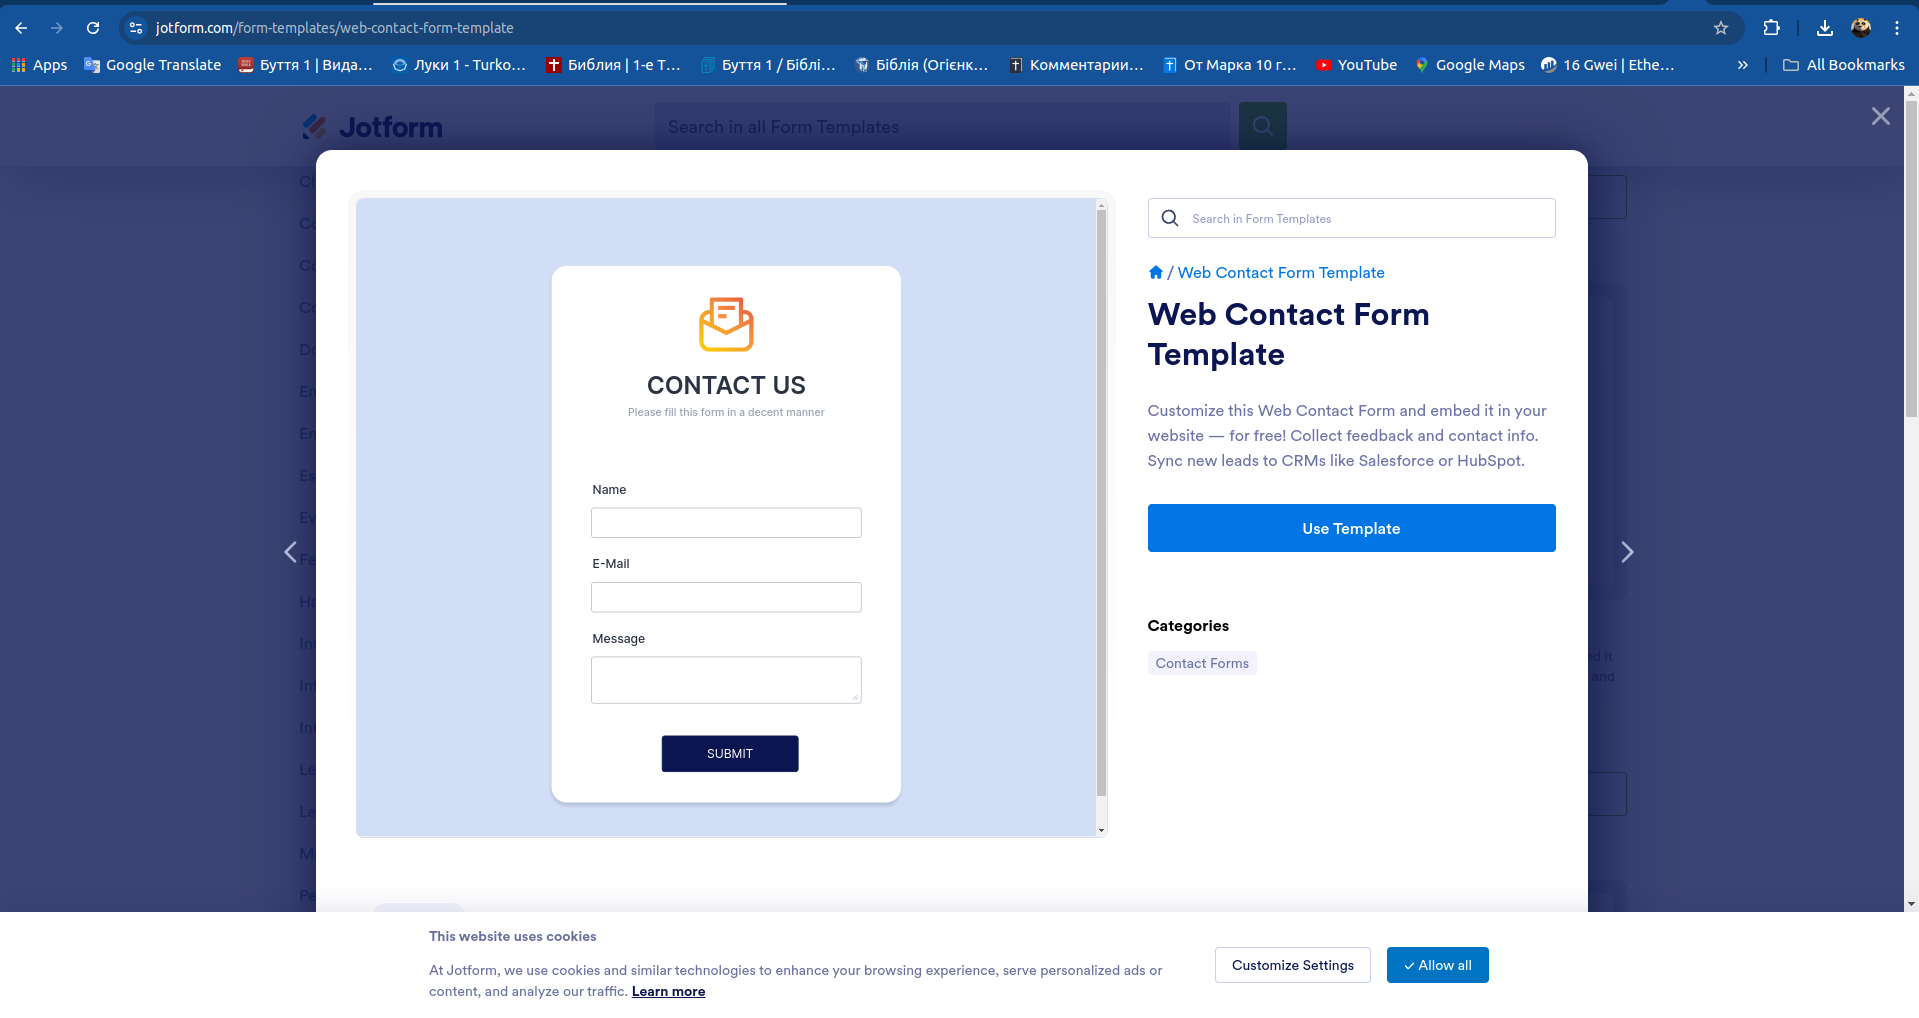 jotform.com/form-templates/web-contact-form-template
Apps
Google Translate
Буття 1 | Вида...
Луки 1 - Turko...
Библия | 1-е Т...
Буття 1 / Біблі...
Біблія (Огієнк...
Комментарии...
От Марка 10 г...
YouTube
Google Maps
16 Gwei | Ethe...
All Bookmarks
Jotform
Search in all Form Templates
CONTACT US
Please fill this form in a decent manner
Name
E-Mail
Message
SUBMIT
Search in Form Templates
/ Web Contact Form Template
Web Contact Form
Template
Customize this Web Contact Form and embed it in your
website — for free! Collect feedback and contact info.
Sync new leads to CRMs like Salesforce or HubSpot.
Use Template
Categories
Contact Forms
it
and
This website uses cookies
At Jotform, we use cookies and similar technologies to enhance your browsing experience, serve personalized ads or
content, and analyze our traffic. Learn more
Customize Settings
Allow all